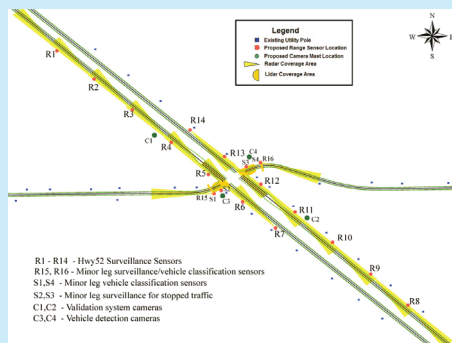 N
W
E
S
Legend
Existing Utility Pole
Proposed Range Sensor Location
Proposed Camera Mast Location
Radar Coverage Area
Lidar Coverage Area
R1
R2
R3
C1
R4
R14
R13
C4
S4
R16
S3
R5
R12
R15
S1
C3
R6
R11
C2
R7
R10
R9
R8
R1 - R14 - Hwy52 Surveillance Sensors
R15, R16 - Minor leg surveillance/vehicle classification sensors
S1,S4 - Minor leg vehicle classification sensors
S2,S3 - Minor leg surveillance for stopped traffic
C1,C2 - Validation system cameras
C3,C4 - Vehicle detection cameras